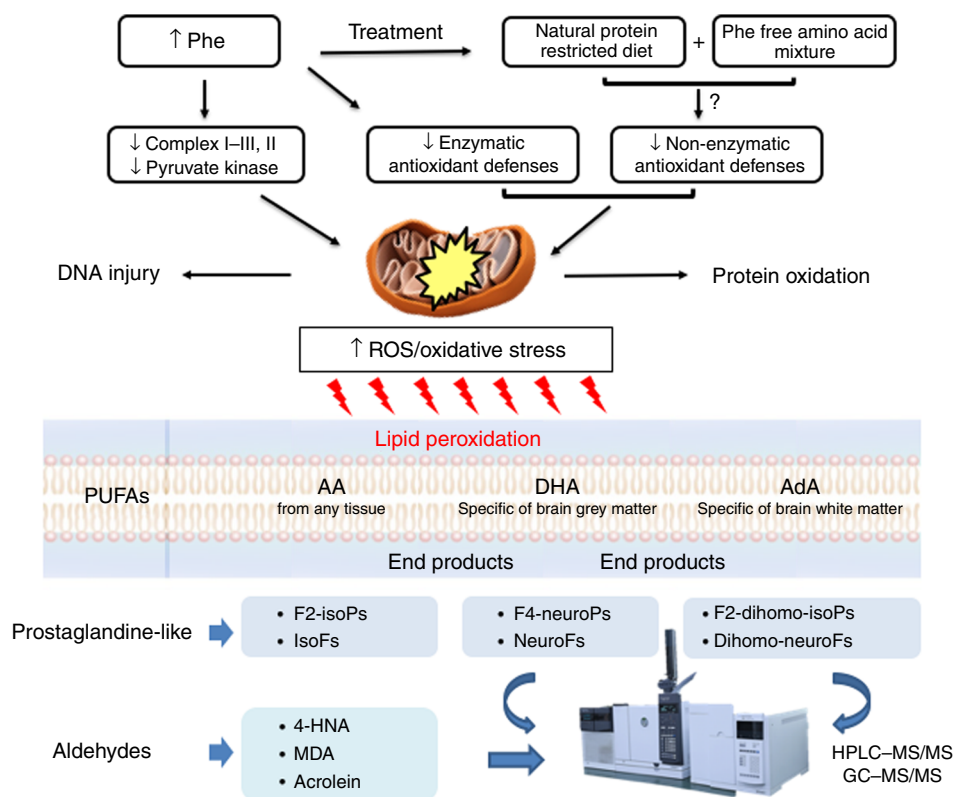 ↑ Phe
Treatment
Natural protein
restricted diet
+
Phe free amino acid
mixture
?
↓ Complex I–III, II
↓ Pyruvate kinase
↓ Enzymatic
antioxidant defenses
↓ Non-enzymatic
antioxidant defenses
DNA injury
Protein oxidation
↑ ROS/oxidative stress
Lipid peroxidation
PUFAs
AA
from any tissue
DHA
Specific of brain grey matter
AdA
Specific of brain white matter
End products
End products
Prostaglandine-like
• F2-isoPs
• IsoFs
• F4-neuroPs
• NeuroFs
• F2-dihomo-isoPs
• Dihomo-neuroFs
Aldehydes
• 4-HNA
• MDA
• Acrolein
HPLC–MS/MS
GC–MS/MS